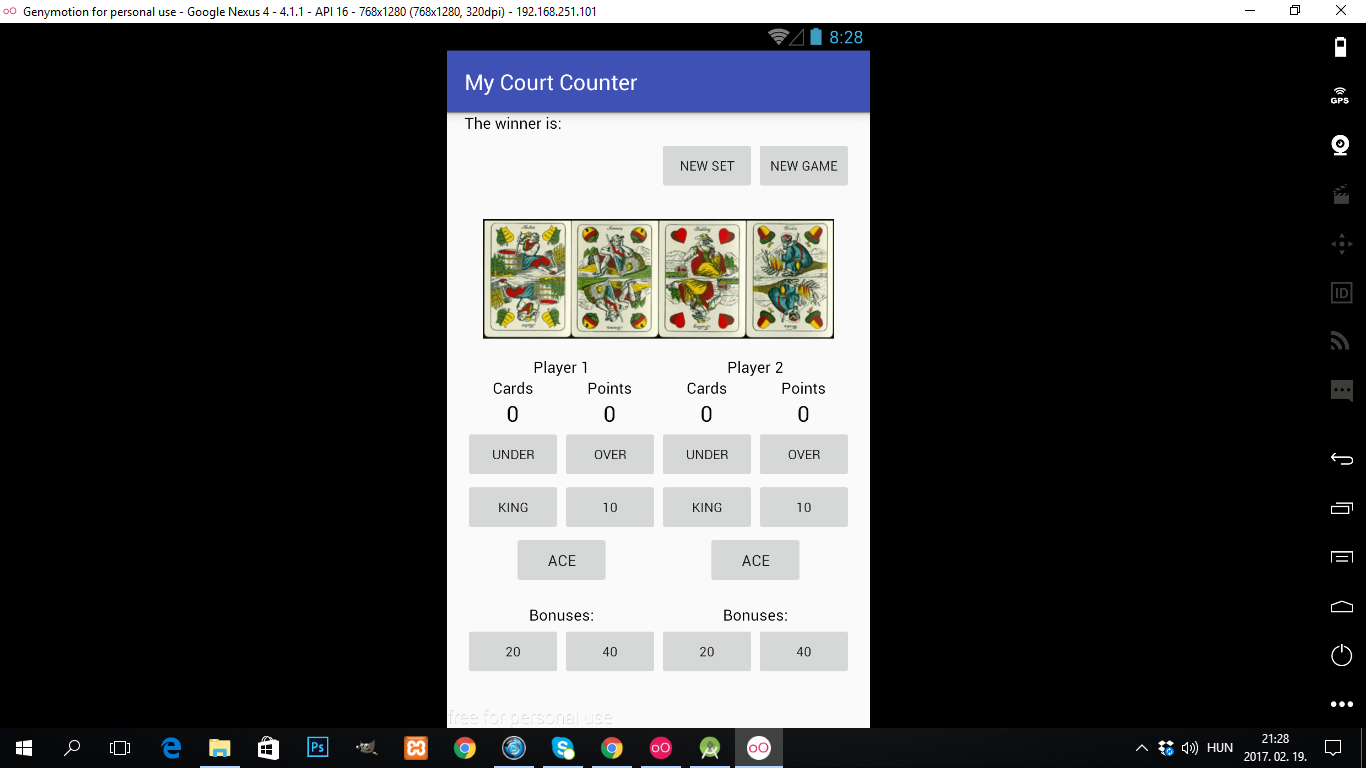 Genymotion for personal use - Google Nexus 4 - 4.1.1 - API 16 - 768x1280 (768x1280, 320dpi) - 192.168.251.101
8:28
GPS
My Court Counter
The winner is:
NEW SET NEW GAME
ID
Player 1 Player 2
Cards Points Cards Points
0 0 0 0
UNDER OVER UNDER OVER
KING 10 KING 10
ACE ACE
Bonuses: Bonuses:
20 40 20 40
free for personal use
Ps
HUN
21:28
2017. 02. 19.